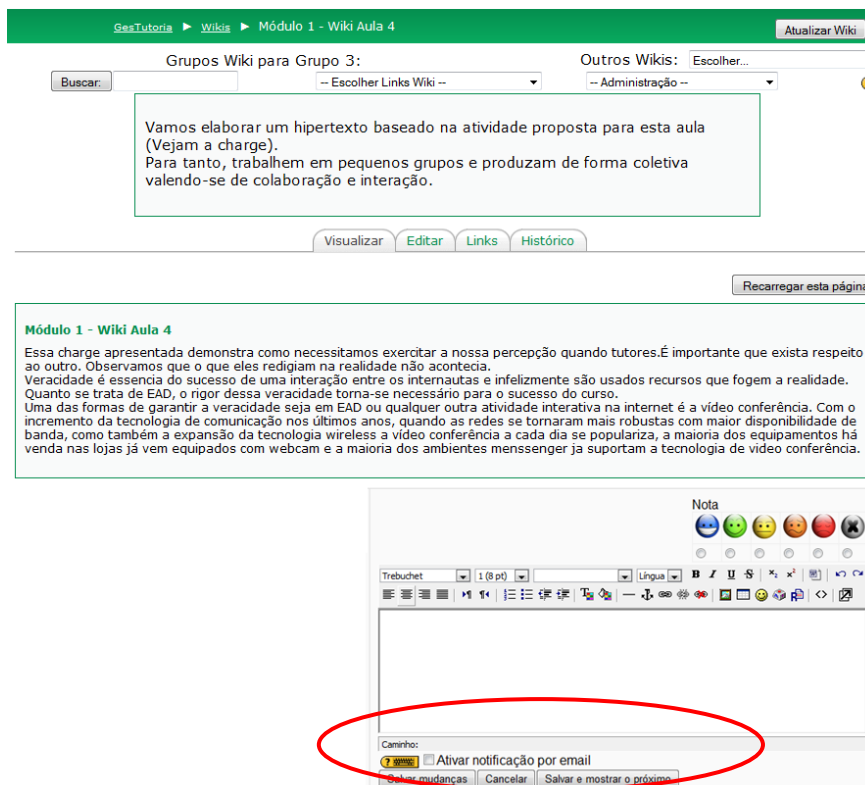 GesTutoria ► Wikis ► Módulo 1 - Wiki Aula 4
Atualizar Wiki
Grupos Wiki para Grupo 3:
Outros Wikis: Escolher...
Buscar:
-- Escolher Links Wiki --
-- Administração --
Vamos elaborar um hipertexto baseado na atividade proposta para esta aula
(Vejam a charge).
Para tanto, trabalhem em pequenos grupos e produzam de forma coletiva
valendo-se de colaboração e interação.
Visualizar Editar Links Histórico
Recarregar esta página
Módulo 1 - Wiki Aula 4
Essa charge apresentada demonstra como necessitamos exercitar a nossa percepção quando tutores.É importante que exista respeito
ao outro. Observamos que o que eles redigiam na realidade não acontecia.
Veracidade é essencia do sucesso de uma interação entre os internautas e infelizmente são usados recursos que fogem a realidade.
Quanto se trata de EAD, o rigor dessa veracidade torna-se necessário para o sucesso do curso.
Uma das formas de garantir a veracidade seja em EAD ou qualquer outra atividade interativa na internet é a vídeo conferência. Com o
incremento da tecnologia de comunicação nos últimos anos, quando as redes se tornaram mais robustas com maior disponibilidade de
banda, como também a expansão da tecnologia wireless a vídeo conferência a cada dia se populariza, a maioria dos equipamentos há
venda nas lojas já vem equipados com webcam e a maioria dos ambientes menssenger ja suportam a tecnologia de video conferência.
Nota
Trebuchet 1 (8 pt) Língua B I U S x₂ x²
Caminho:
Ativar notificação por email
Salvar mudanças Cancelar Salvar e mostrar o próximo